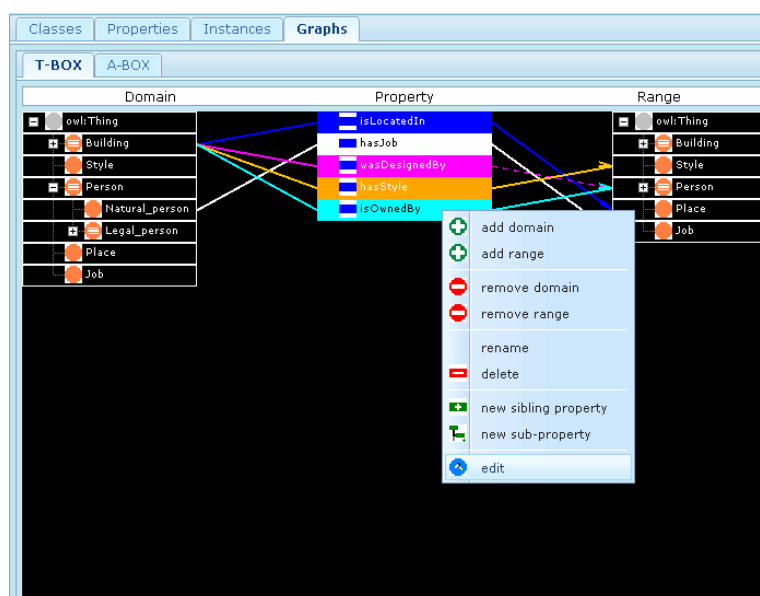 Classes Properties Instances Graphs
T-BOX A-BOX
Domain Property Range
owl:Thing isLocatedIn owl:Thing
Building hasJob Building
Style wasDesignedBy Style
Person hasStyle Person
Natural_person isOwnedBy Place
Legal_person Job
Place
Job
add domain
add range
remove domain
remove range
rename
delete
new sibling property
new sub-property
edit